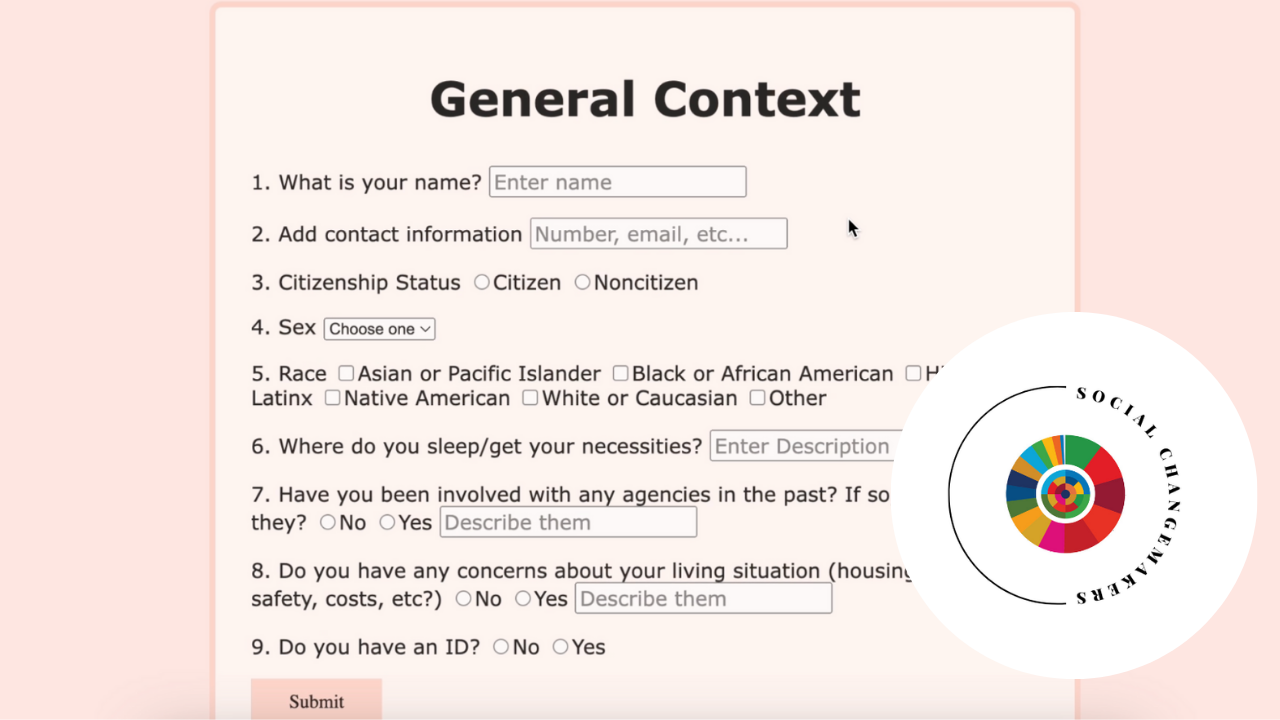 General Context
1. What is your name? Enter name
2. Add contact information Number, email, etc...
3. Citizenship Status Citizen Noncitizen
4. Sex Choose one
5. Race Asian or Pacific Islander Black or African American
Latinx Native American White or Caucasian Other
6. Where do you sleep/get your necessities? Enter Description
7. Have you been involved with any agencies in the past? If so
they? No Yes Describe them
8. Do you have any concerns about your living situation (housing
safety, costs, etc?) No Yes Describe them
9. Do you have an ID? No Yes
Submit
SOCIAL CHANGEMAKERS